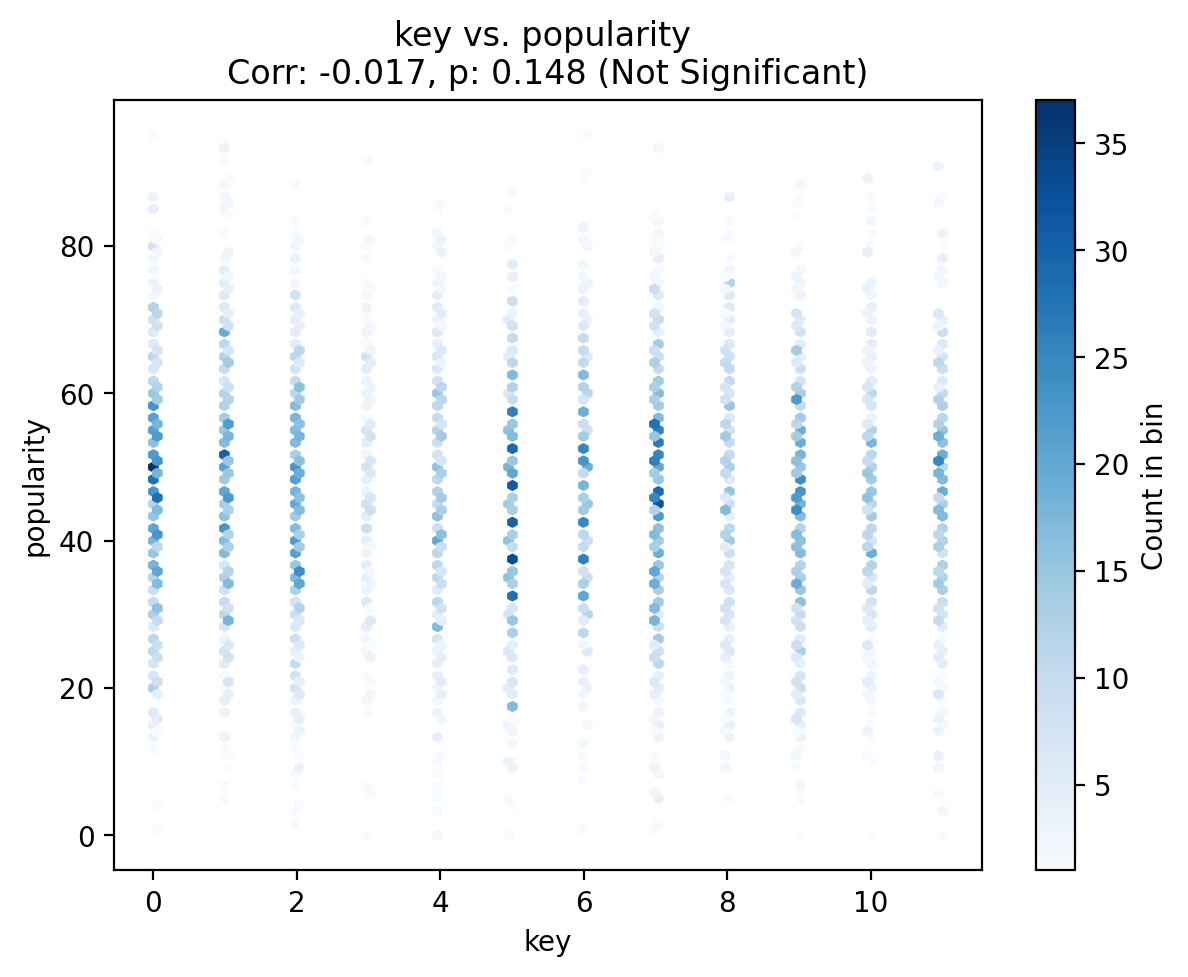 key vs. popularity
Corr: -0.017, p: 0.148 (Not Significant)
popularity
80
60
40
20
0
0 2 4 6 8 10
key
35
30
25
20
15
10
5
Count in bin